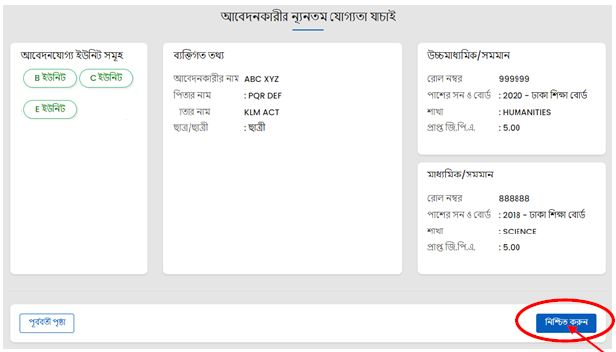 আবেদনকারীর ন্যূনতম যোগ্যতা যাচাই
আবেদনযোগ্য ইউনিট সমূহ
B ইউনিট
C ইউনিট
E ইউনিট
ব্যক্তিগত তথ্য
আবেদনকারীর নাম ABC XYZ
পিতার নাম : PQR DEF
াতার নাম KLM ACT
ছাত্র/ছাত্রী : ছাত্রী
উচ্চমাধ্যমিক/সমমান
রোল নম্বর 999999
পাশের সন ও বোর্ড : 2020 - ঢাকা শিক্ষা বোর্ড
শাখা : HUMANITIES
প্রাপ্ত জি.পি.এ. : 5.00
মাধ্যমিক/সমমান
রোল নম্বর 888888
পাশের সন ও বোর্ড : 2018 - ঢাকা শিক্ষা বোর্ড
শাখা : SCIENCE
প্রাপ্ত জি.পি.এ. : 5.00
পূর্ববর্তী পৃষ্ঠা
নিশ্চিত করুন